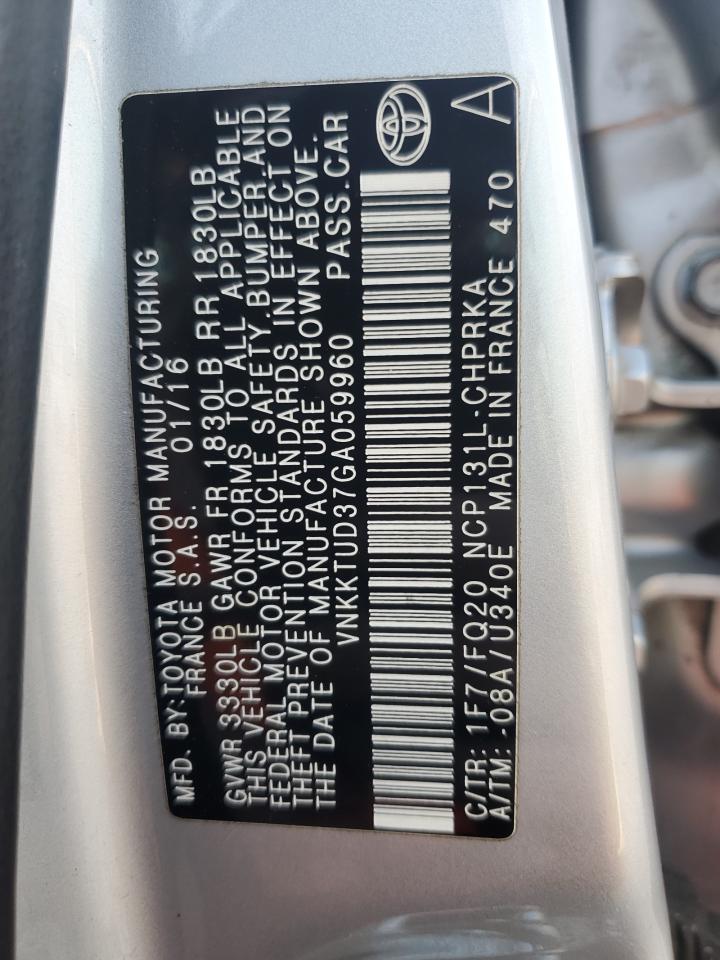 MFD. BY:TOYOTA MOTOR MANUFACTURING
FRANCE S.A.S. 01/16
GVWR 3330LB GAWR FR 1830LB RR 1830LB
THIS VEHICLE CONFORMS TO ALL APPLICABLE
FEDERAL MOTOR VEHICLE SAFETY,BUMPER,AND
THEFT PREVENTION STANDARDS IN EFFECT ON
THE DATE OF MANUFACTURE SHOWN ABOVE.
VNKKTUD37GA059960 PASS.CAR
C/TR: 1F7/FQ20 NCP131L-CHPRKA
A/TM: -08A/U340E MADE IN FRANCE 470
A